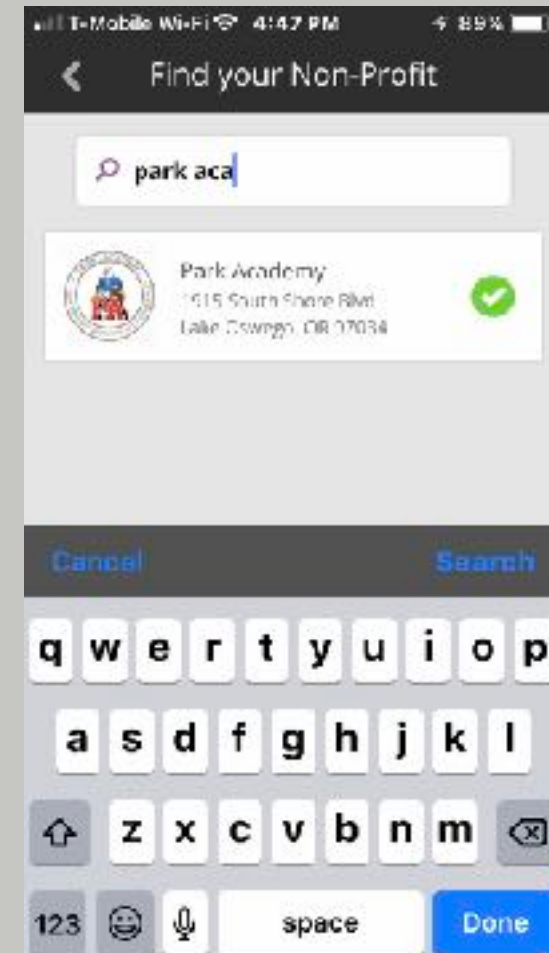 T-Mobile Wi-Fi 4:47 PM 89%
Find your Non-Profit
park aca
Park Academy
1915 South Shore Blvd
Lake Oswego, OR 97034
Cancel Search
q w e r t y u i o p
a s d f g h j k l
z x c v b n m
123 space Done